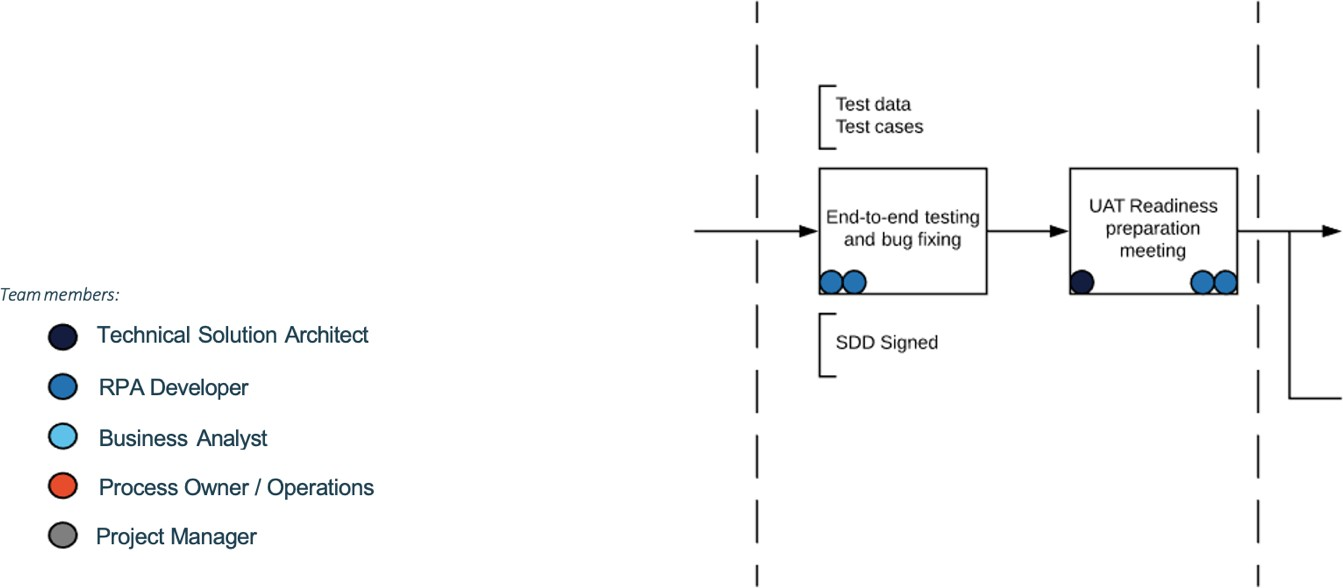 Test data
Test cases
End-to-end testing
and bug fixing
UAT Readiness
preparation
meeting
SDD Signed
Team members:
Technical Solution Architect
RPA Developer
Business Analyst
Process Owner / Operations
Project Manager